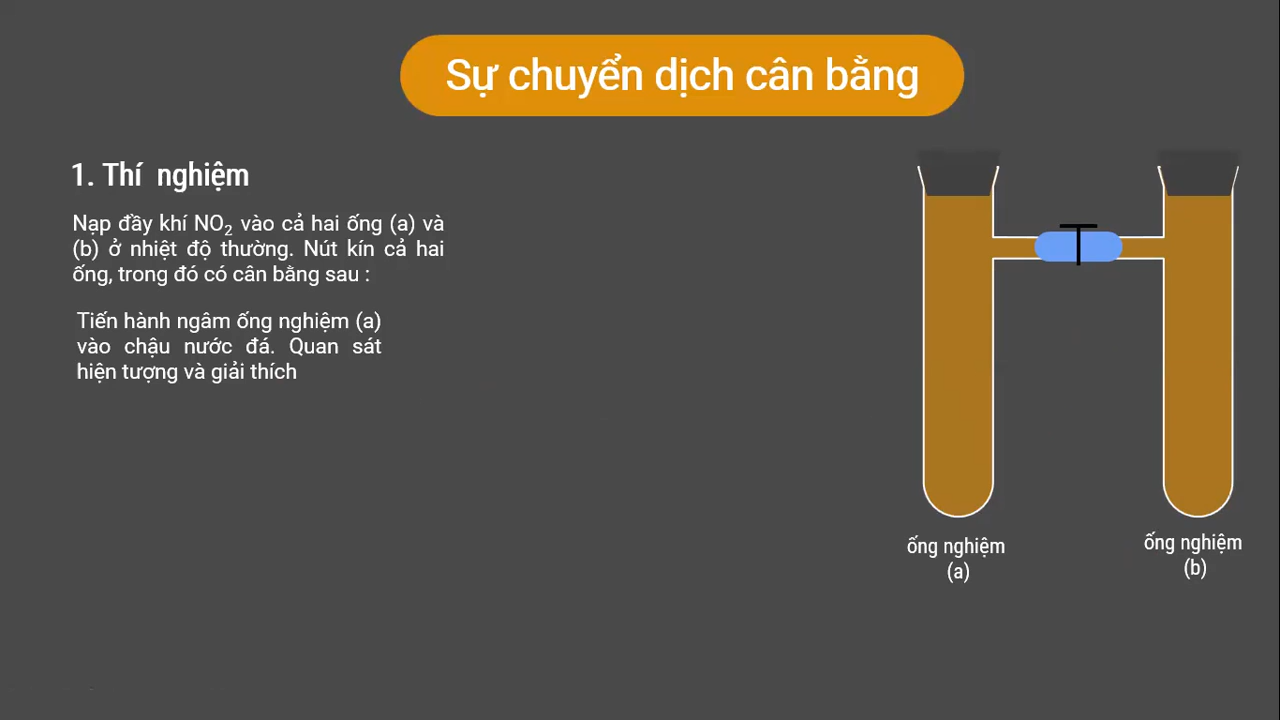 Sự chuyển dịch cân bằng
1. Thí nghiệm
Nạp đầy khí NO₂ vào cả hai ống (a) và
(b) ở nhiệt độ thường. Nút kín cả hai
ống, trong đó có cân bằng sau :
Tiến hành ngâm ống nghiệm (a)
vào chậu nước đá. Quan sát
hiện tượng và giải thích
ống nghiệm
(a)
ống nghiệm
(b)